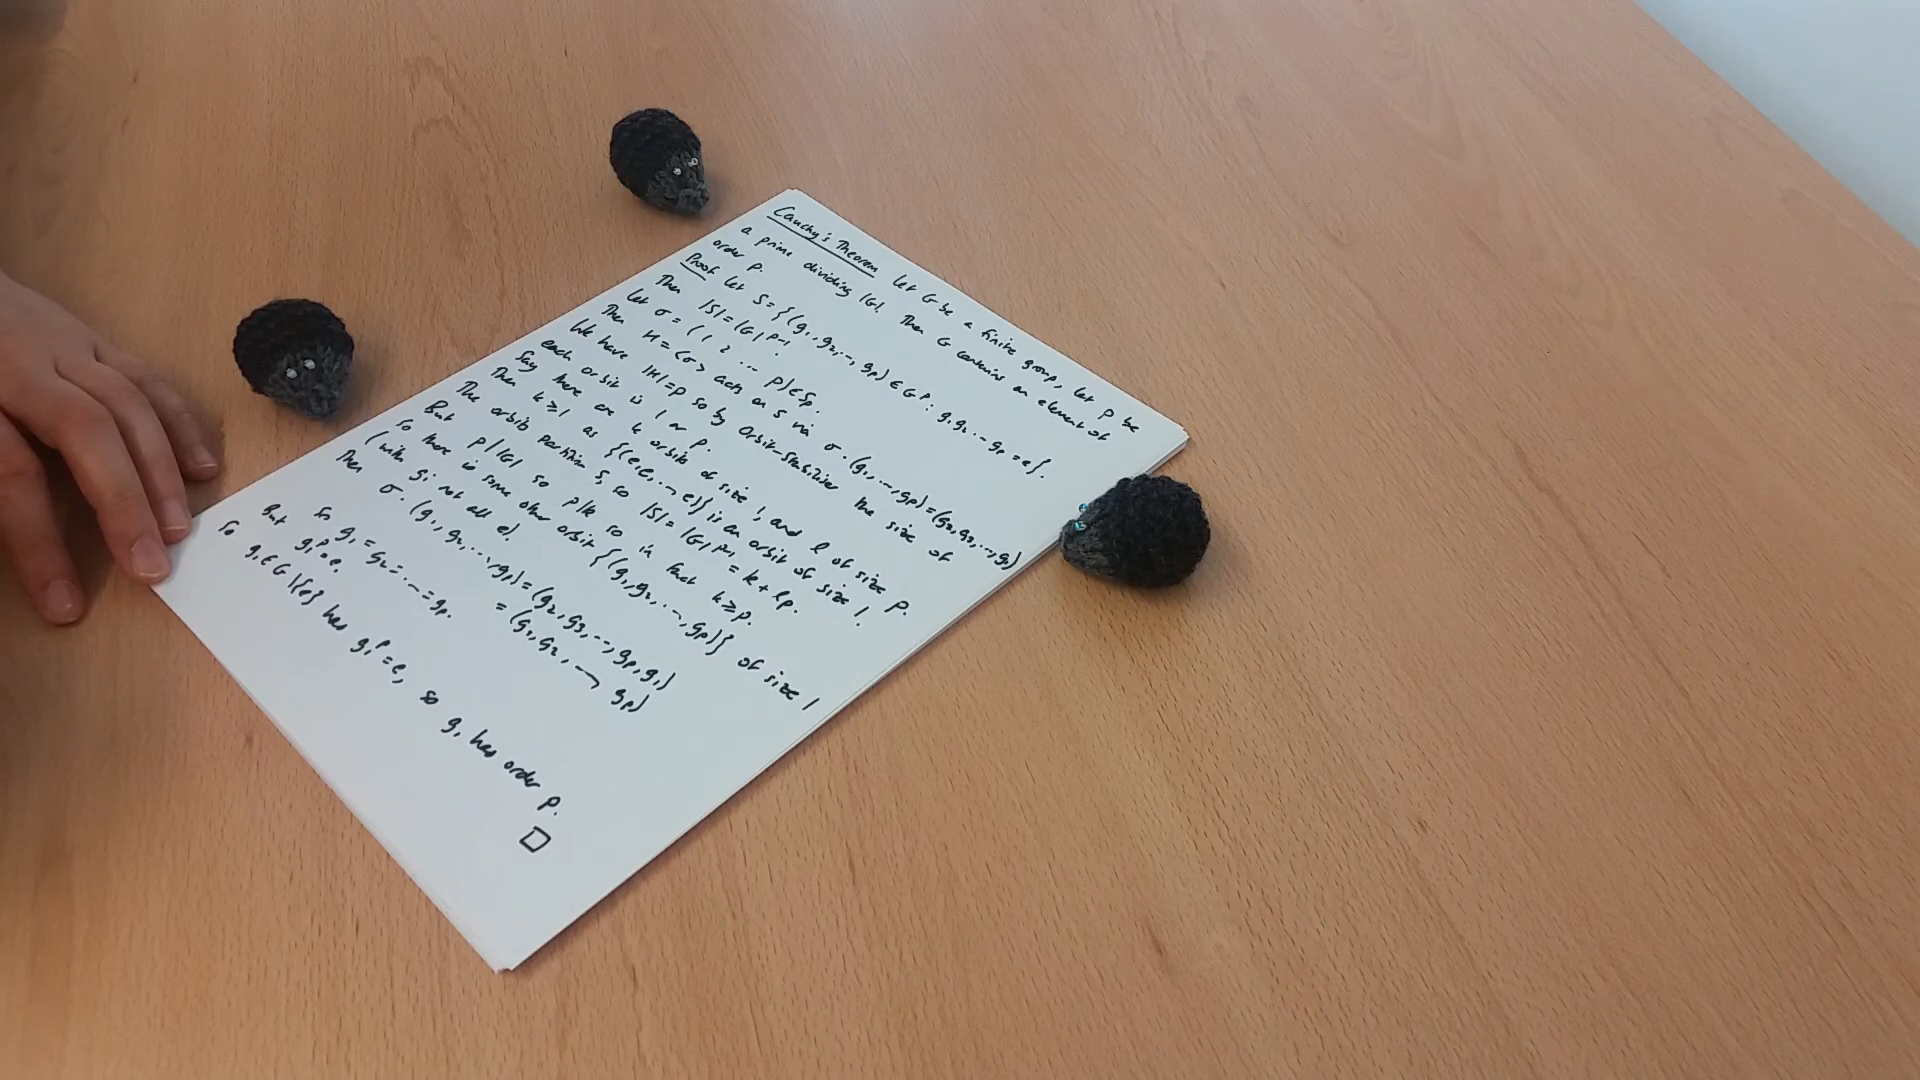 Cauchy's Theorem Let G be a finite group, let p be
a prime dividing |G|. Then G contains an element of
order p.
Proof Let S = {(g₁, g₂, ..., gₚ) ∈ Gᵖ : g₁g₂...gₚ = e}.
Then |S| = |G|ᵖ⁻¹.
Let σ = (1 2 ... p) ∈ Sₚ.
Then H = <σ> acts on S via σ·(g₁, ..., gₚ) = (g₂, g₃, ..., g₁)
We have |H| = p so by Orbit-Stabiliser the size of
each orbit is 1 or p.
Say there are k orbits of size 1, and l of size p.
Then k ≥ 1 as {(e, e, ..., e)} is an orbit of size 1.
The orbits partition S, so |S| = |G|ᵖ⁻¹ = k + lp.
But p | |G| so p | k so in fact k ≥ p.
So there is some other orbit {(g₁, g₂, ..., gₚ)} of size 1
(with gᵢ not all e).
Then σ·(g₁, g₂, ..., gₚ) = (g₂, g₃, ..., gₚ, g₁)
= (g₁, g₂, ..., gₚ)
so g₁ = g₂ = ... = gₚ.
But g₁ᵖ = e.
So g₁ ∈ G \ {e} has g₁ᵖ = e, so g₁ has order p.
□